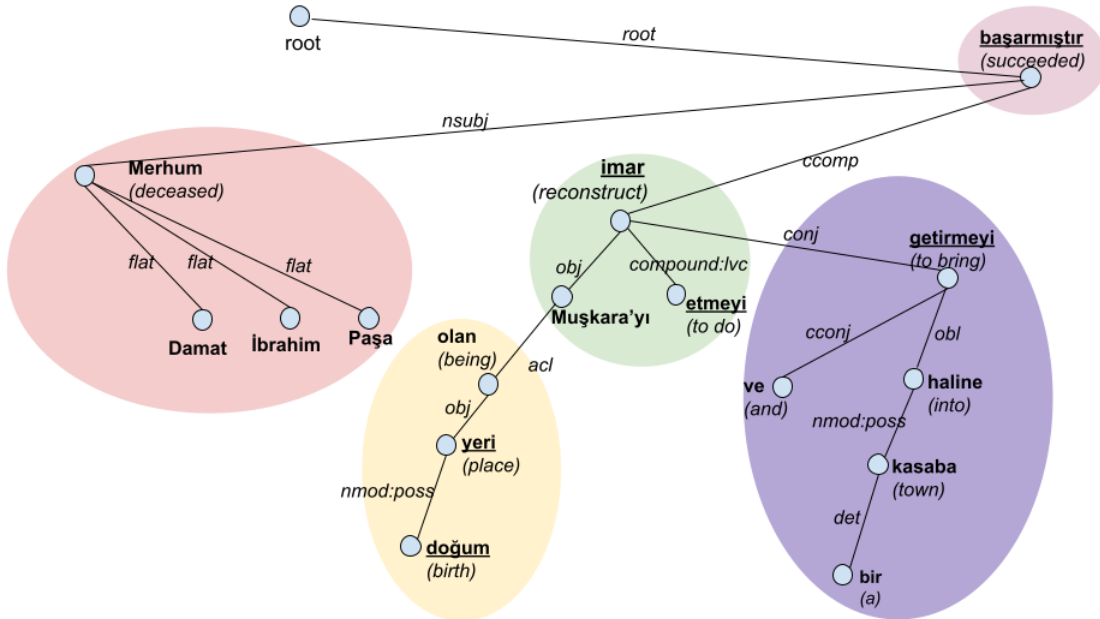 root
root
başarmıştır
(succeeded)
nsubj
ccomp
Merhum
(deceased)
flat
flat
flat
Damat
İbrahim
Paşa
imar
(reconstruct)
obj
compound:lvc
Muşkara’yı
etmeyi
(to do)
conj
getirmeyi
(to bring)
cconj
obl
ve
(and)
haline
(into)
nmod:poss
kasaba
(town)
det
bir
(a)
acl
olan
(being)
obj
yeri
(place)
nmod:poss
doğum
(birth)